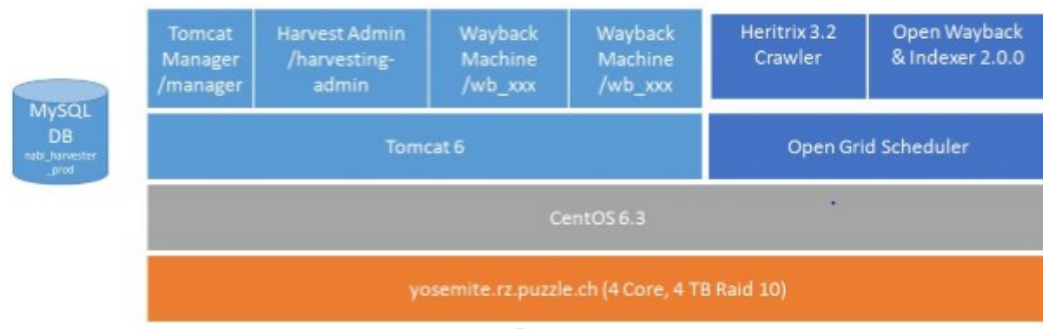 MySQL
DB
nabl_harvester
_prod
Tomcat
Manager
/manager
Harvest Admin
/harvesting-
admin
Wayback
Machine
/wb_xxx
Wayback
Machine
/wb_xxx
Heritrix 3.2
Crawler
Open Wayback
& Indexer 2.0.0
Tomcat 6
Open Grid Scheduler
CentOS 6.3
yosemite.rz.puzzle.ch (4 Core, 4 TB Raid 10)